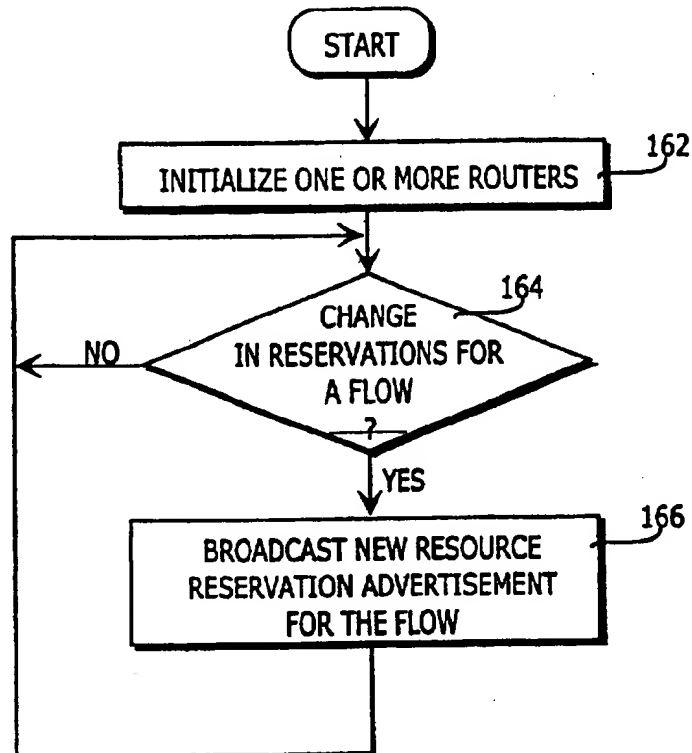 START
INITIALIZE ONE OR MORE ROUTERS
162
CHANGE
IN RESERVATIONS FOR
A FLOW
?
164
NO
YES
BROADCAST NEW RESOURCE
RESERVATION ADVERTISEMENT
FOR THE FLOW
166